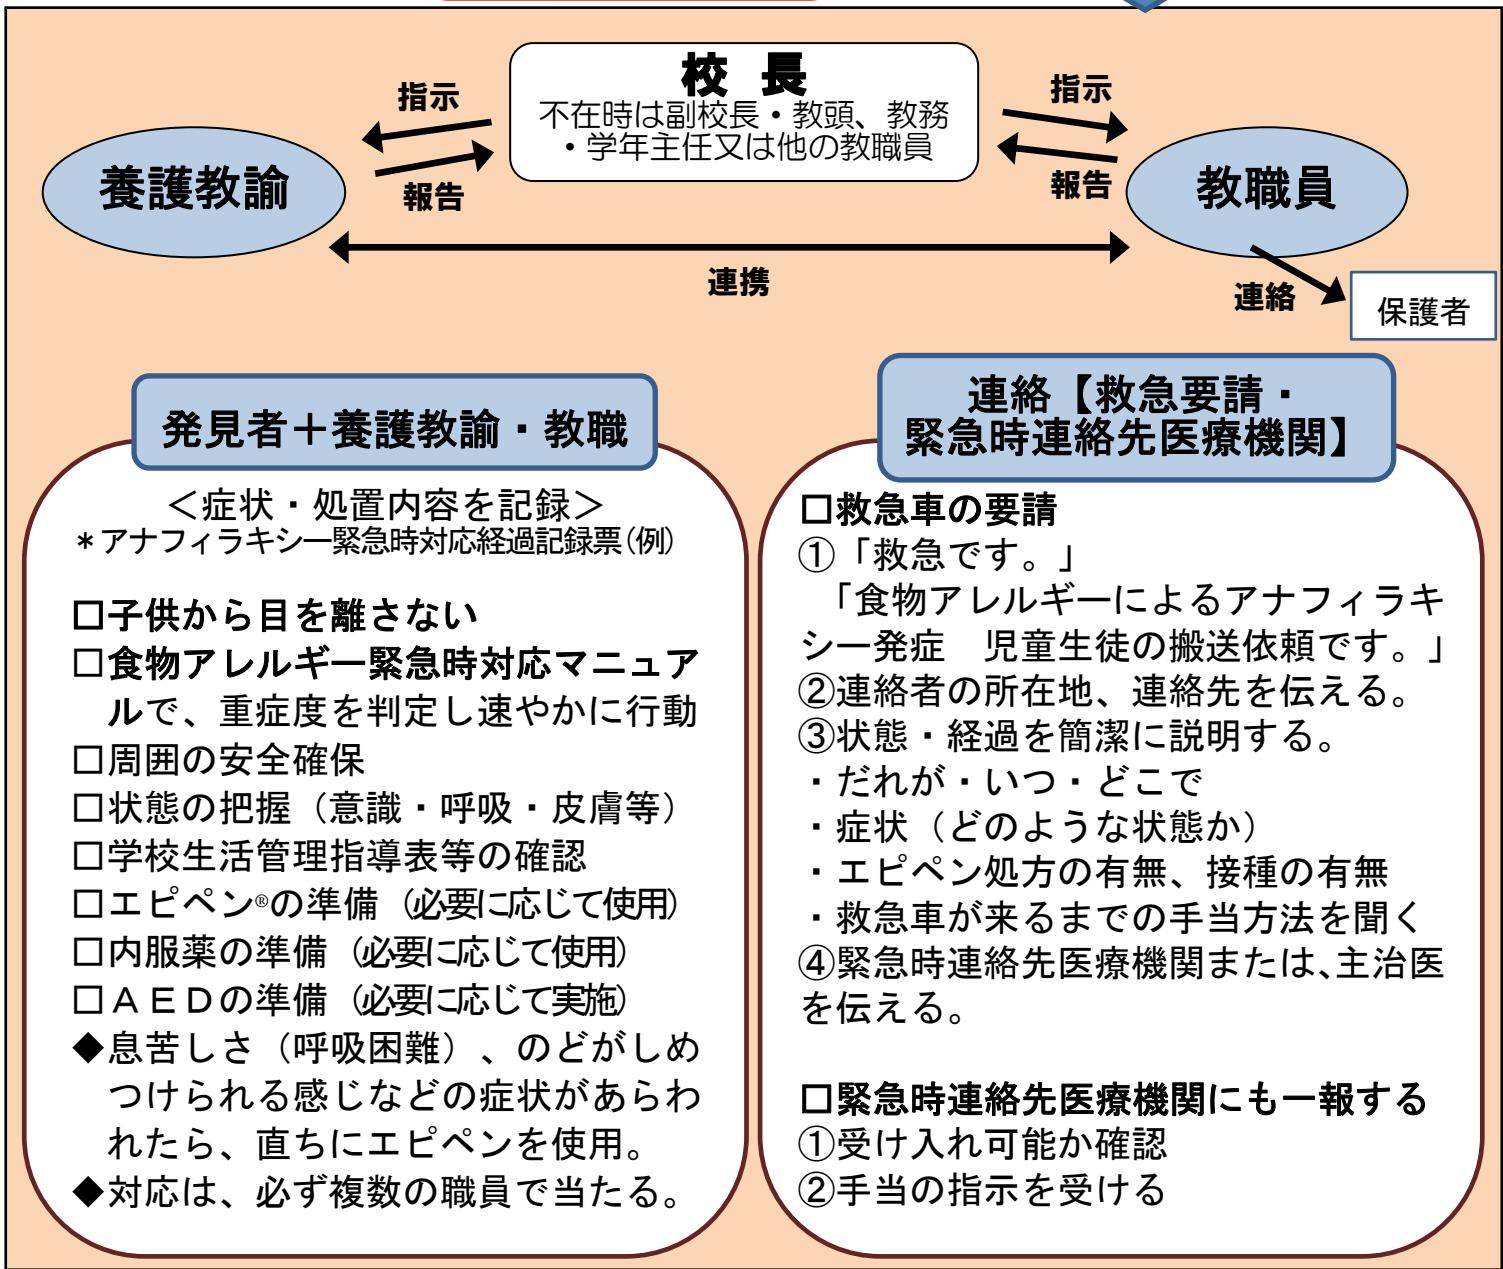 校長
不在時は副校長・教頭、教務
・学年主任又は他の教職員
指示
報告
指示
報告
養護教諭
教職員
連携
連絡
保護者
発見者＋養護教諭・教職
＜症状・処置内容を記録＞
＊アナフィラキシー緊急時対応経過記録票（例）
□子供から目を離さない
□食物アレルギー緊急時対応マニュア
ルで、重症度を判定し速やかに行動
□周囲の安全確保
□状態の把握（意識・呼吸・皮膚等）
□学校生活管理指導表等の確認
□エピペン®の準備（必要に応じて使用）
□内服薬の準備（必要に応じて使用）
□ＡＥＤの準備（必要に応じて実施）
◆息苦しさ（呼吸困難）、のどがしめ
つけられる感じなどの症状があらわ
れたら、直ちにエピペンを使用。
◆対応は、必ず複数の職員で当たる。
連絡【救急要請・
緊急時連絡先医療機関】
□救急車の要請
①「救急です。」
「食物アレルギーによるアナフィラキ
シー発症　児童生徒の搬送依頼です。」
②連絡者の所在地、連絡先を伝える。
③状態・経過を簡潔に説明する。
・だれが・いつ・どこで
・症状（どのような状態か）
・エピペン処方の有無、接種の有無
・救急車が来るまでの手当方法を聞く
④緊急時連絡先医療機関または、主治医
を伝える。
□緊急時連絡先医療機関にも一報する
①受け入れ可能か確認
②手当の指示を受ける